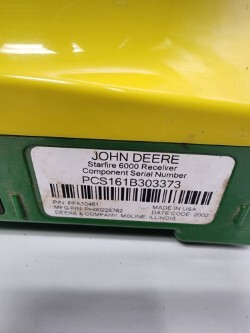 JOHN DEERE
Starfire 6000 Receiver
Component Serial Number
PCS161B303373
P/N: PFA10461 MADE IN USA
MFG P/N: PH90228762 DATE CODE: 2002
DEERE & COMPANY, MOLINE, ILLINOIS